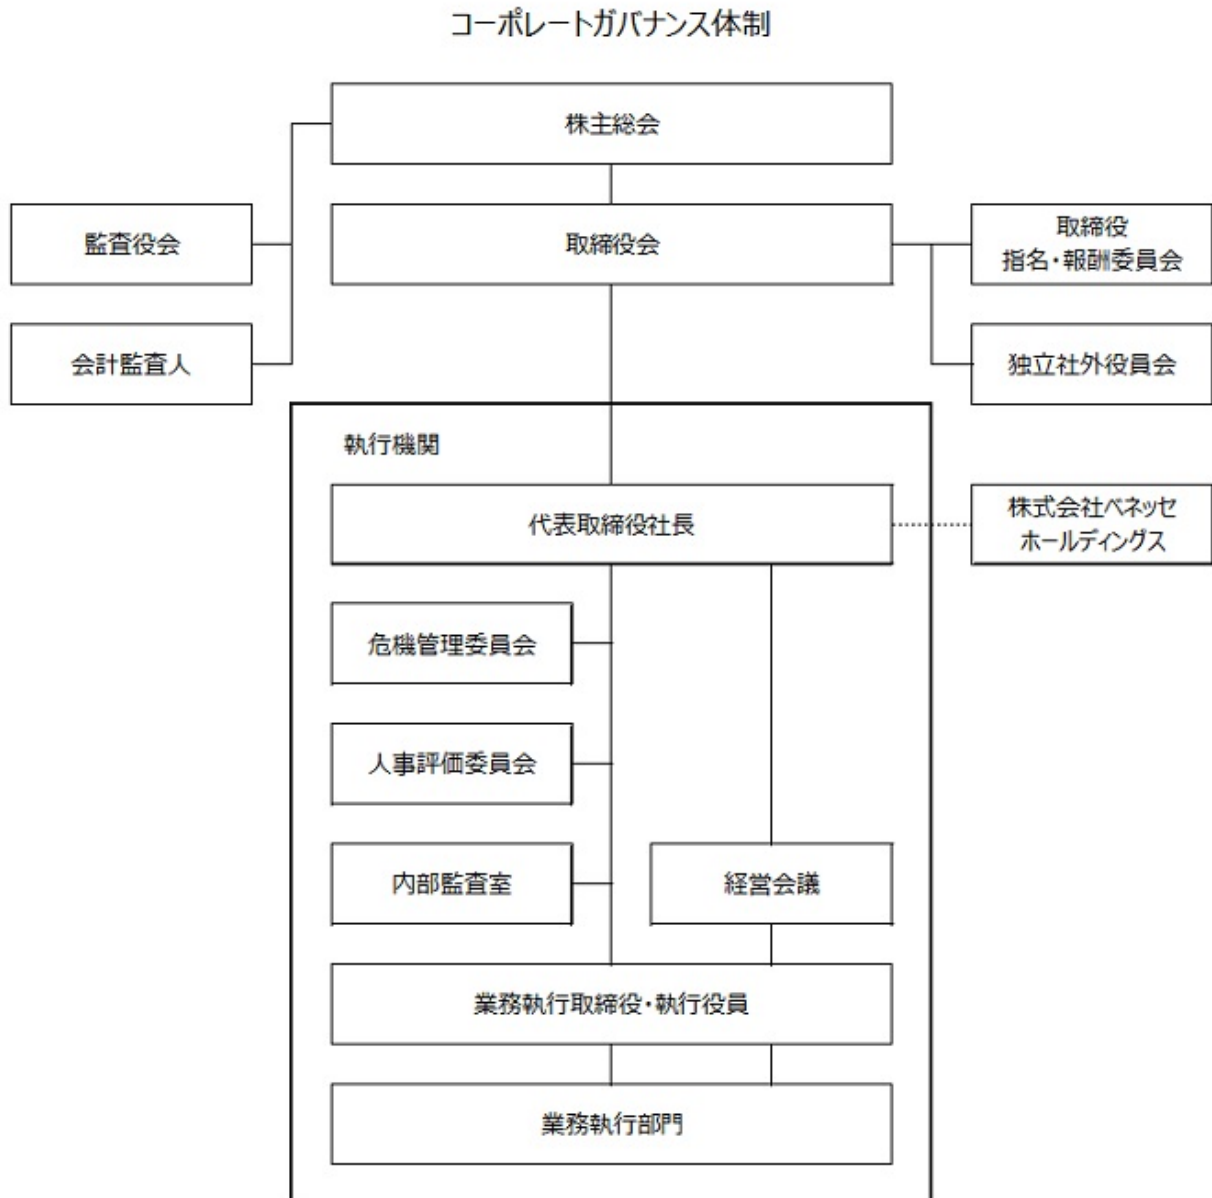 コーポレートガバナンス体制
株主総会
監査役会
取締役会
取締役
指名・報酬委員会
会計監査人
独立社外役員会
執行機関
代表取締役社長
株式会社ベネッセ
ホールディングス
危機管理委員会
人事評価委員会
内部監査室
経営会議
業務執行取締役・執行役員
業務執行部門